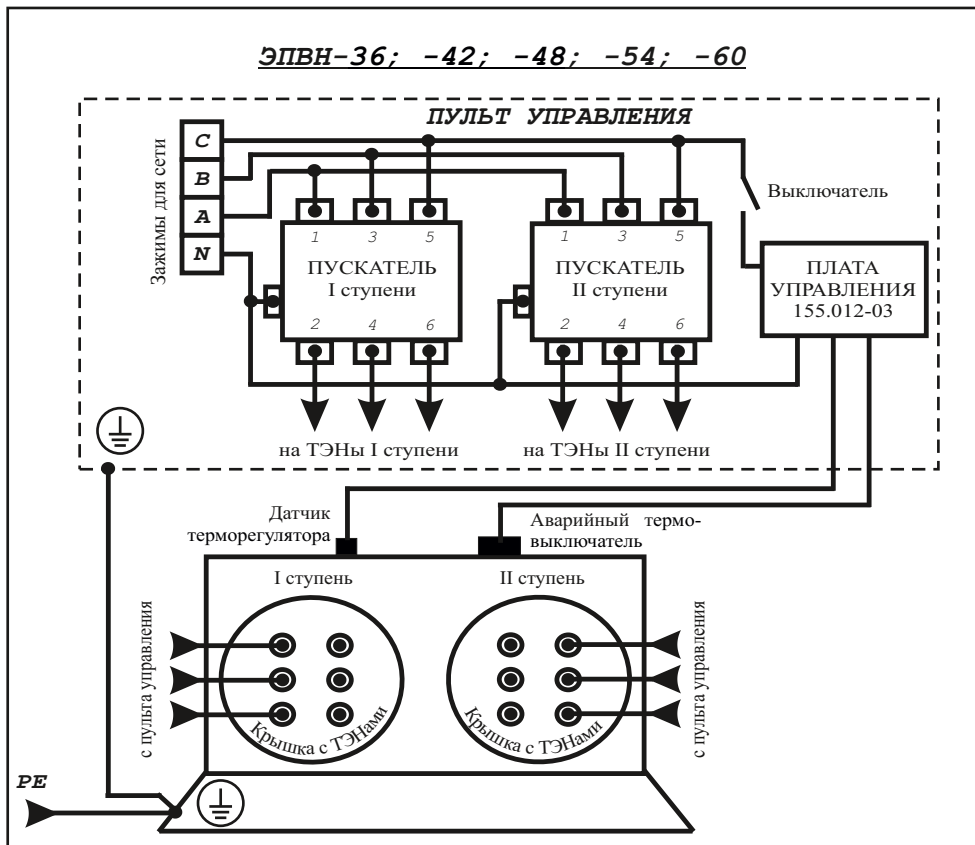 ЭПВН-36; -42; -48; -54; -60
ПУЛЬТ УПРАВЛЕНИЯ
Зажимы для сети
C
B
A
N
1 3 5
ПУСКАТЕЛЬ
I ступени
2 4 6
1 3 5
ПУСКАТЕЛЬ
II ступени
2 4 6
Выключатель
ПЛАТА
УПРАВЛЕНИЯ
155.012-03
на ТЭНы I ступени
на ТЭНы II ступени
Датчик
терморегулятора
Аварийный термо-
выключатель
I ступень
II ступень
с пульта управления
Крышка с ТЭНами
Крышка с ТЭНами
с пульта управления
PE